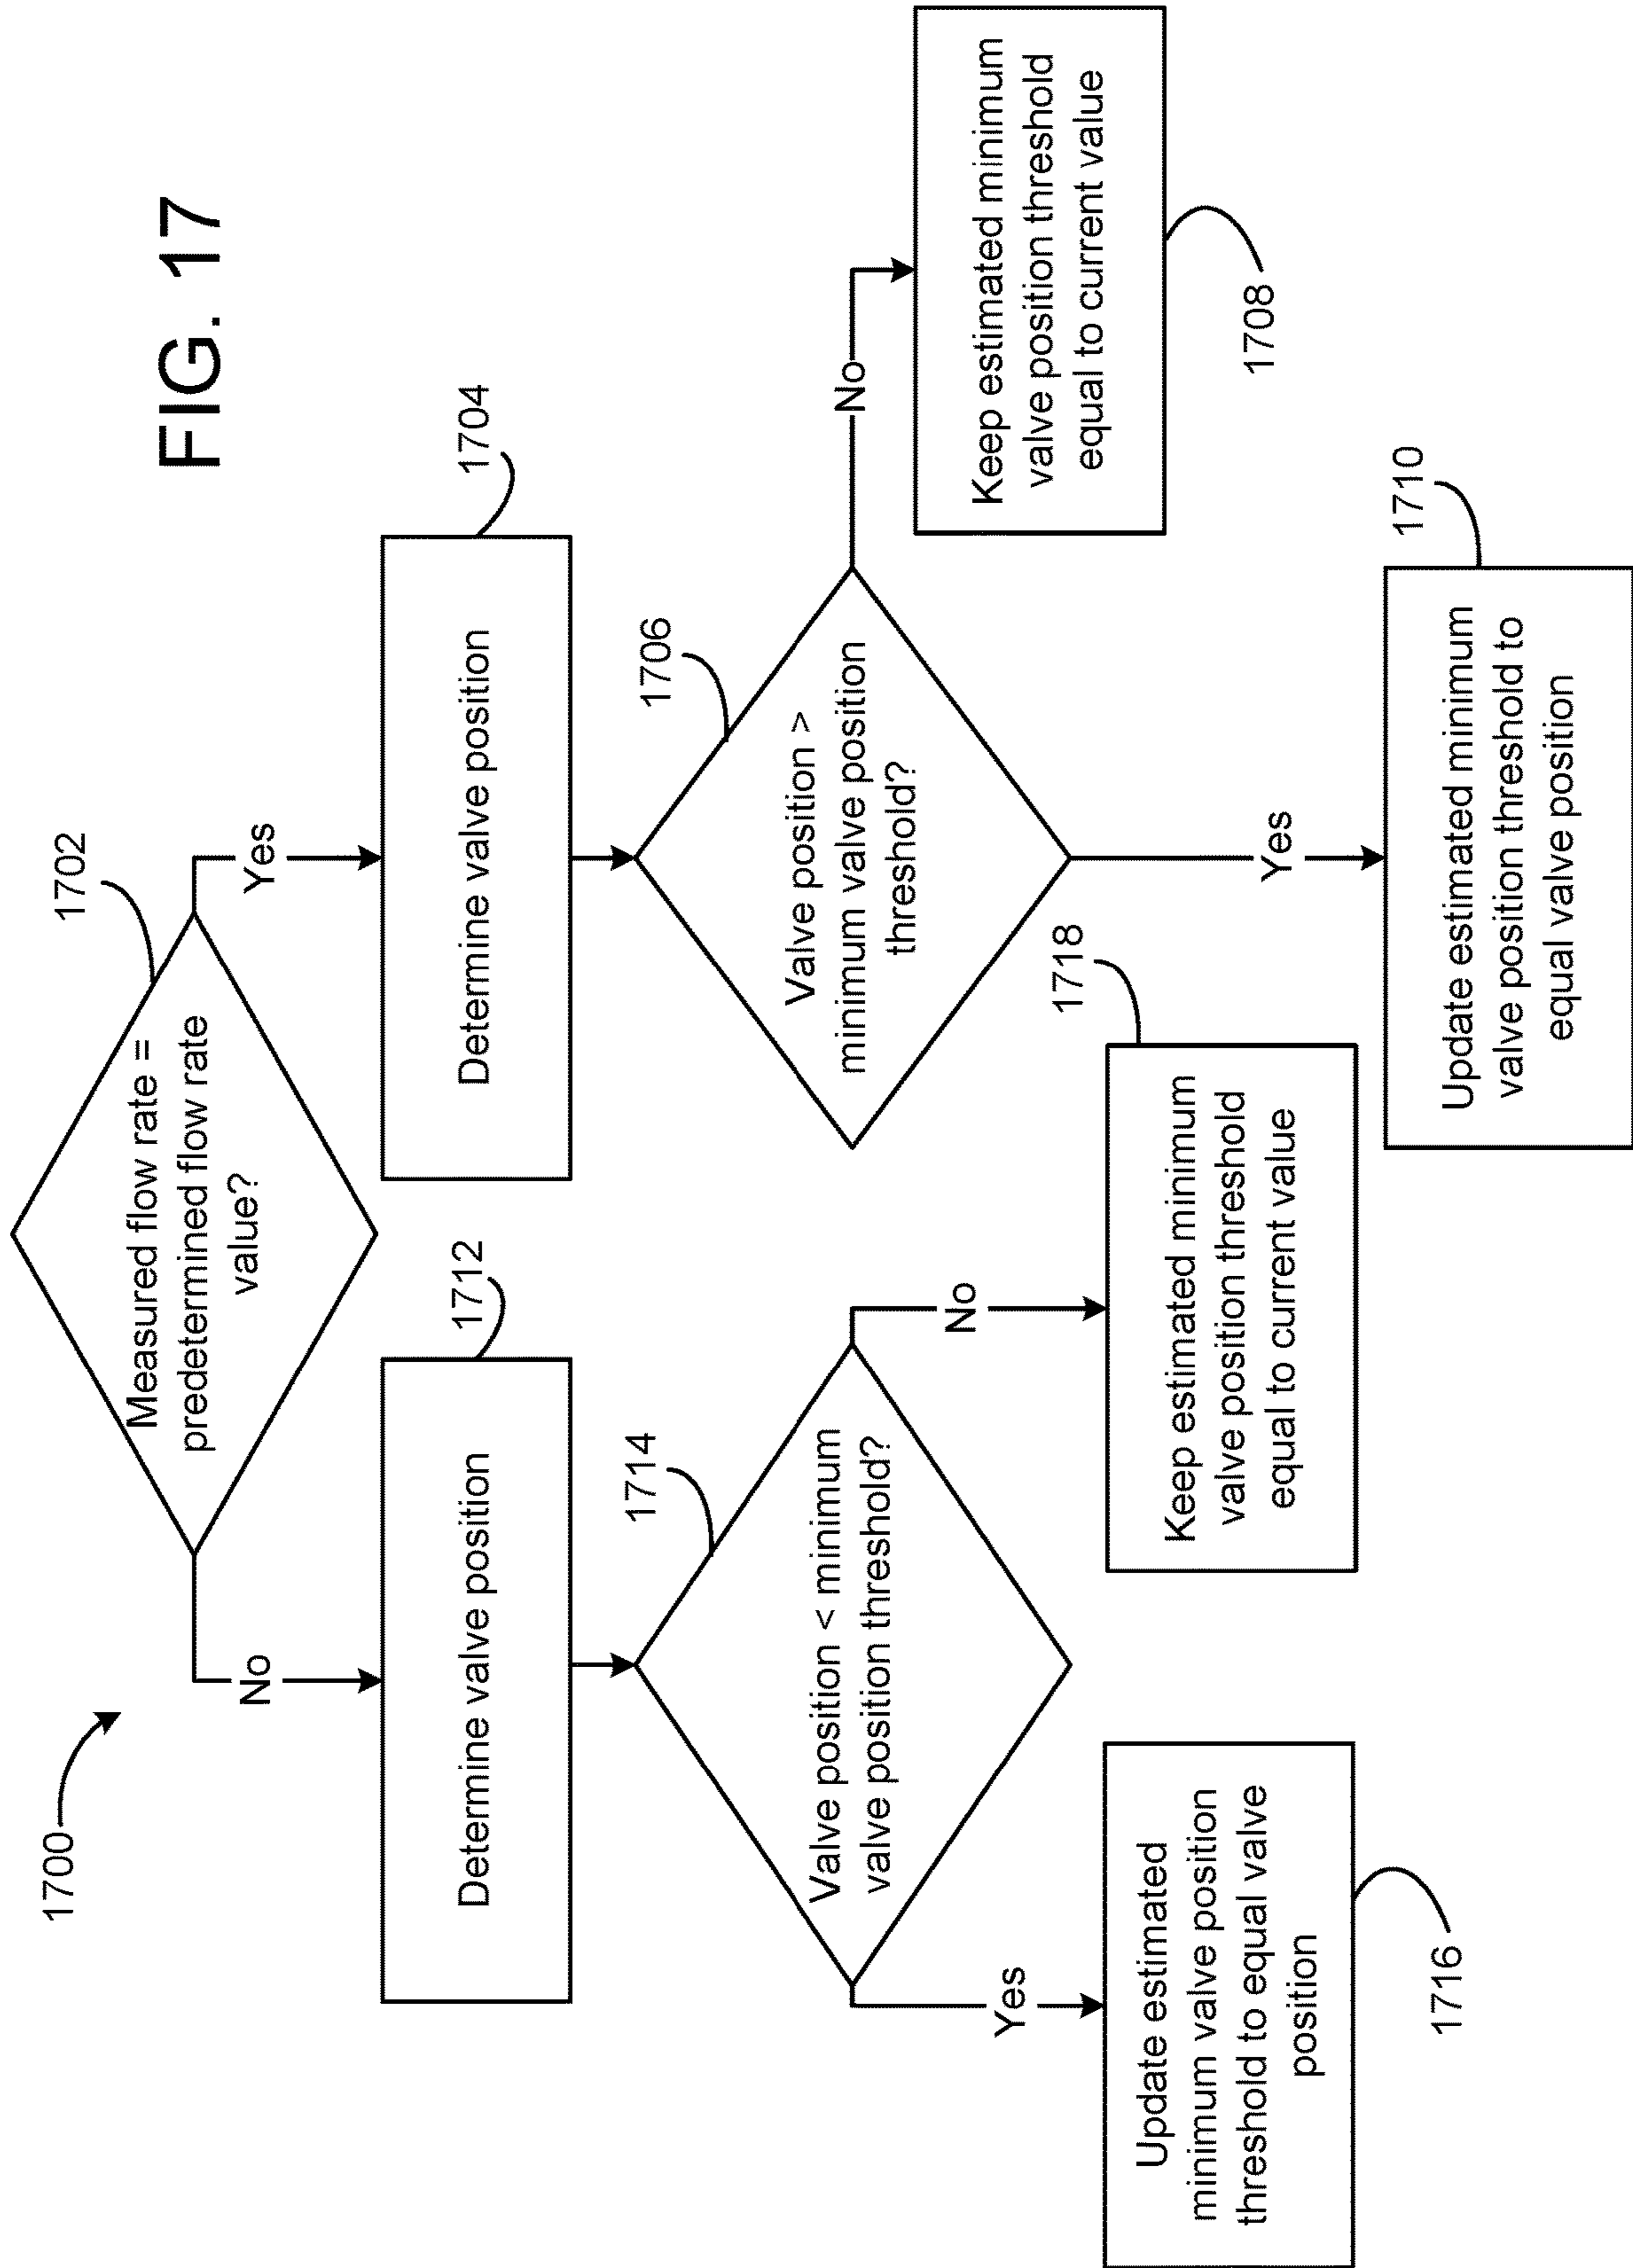 FIG. 17
1700
1702
Measured flow rate =
predetermined flow rate
value?
No
Yes
1712
Determine valve position
1704
Determine valve position
1714
Valve position < minimum
valve position threshold?
1706
Valve position >
minimum valve position
threshold?
Yes
No
No
Update estimated
minimum valve position
threshold to equal valve
position
1716
1718
Keep estimated minimum
valve position threshold
equal to current value
Keep estimated minimum
valve position threshold
equal to current value
1708
Yes
1710
Update estimated minimum
valve position threshold to
equal valve position